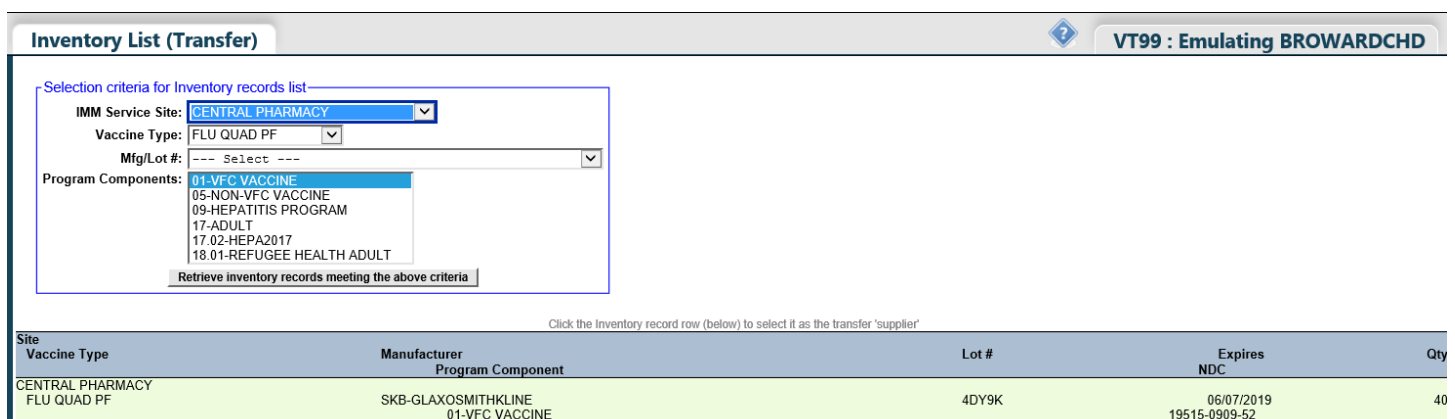 Inventory List (Transfer)
?
VT99 : Emulating BROWARDCHD
Selection criteria for Inventory records list
IMM Service Site: CENTRAL PHARMACY
Vaccine Type: FLU QUAD PF
Mfg/Lot #: --- Select ---
Program Components: 01-VFC VACCINE
05-NON-VFC VACCINE
09-HEPATITIS PROGRAM
17-ADULT
17.02-HEPA2017
18.01-REFUGEE HEALTH ADULT
Retrieve inventory records meeting the above criteria
Click the Inventory record row (below) to select it as the transfer 'supplier'
Site
Vaccine Type Manufacturer Lot # Expires Qty
Program Component NDC
CENTRAL PHARMACY
FLU QUAD PF SKB-GLAXOSMITHKLINE 4DY9K 06/07/2019 40
01-VFC VACCINE 19515-0909-52